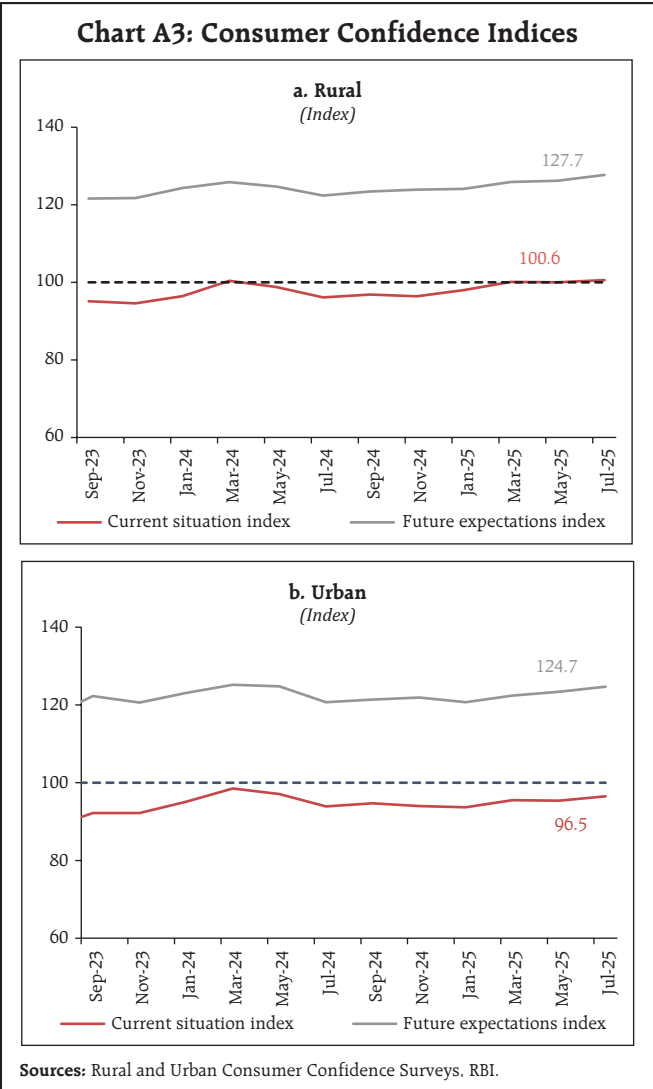 Chart A3: Consumer Confidence Indices
a. Rural
(Index)
140
120
100
80
60
127.7
100.6
Sep-23
Nov-23
Jan-24
Mar-24
May-24
Jul-24
Sep-24
Nov-24
Jan-25
Mar-25
May-25
Jul-25
Current situation index
Future expectations index
b. Urban
(Index)
140
120
100
80
60
124.7
96.5
Sep-23
Nov-23
Jan-24
Mar-24
May-24
Jul-24
Sep-24
Nov-24
Jan-25
Mar-25
May-25
Jul-25
Current situation index
Future expectations index
Sources: Rural and Urban Consumer Confidence Surveys, RBI.